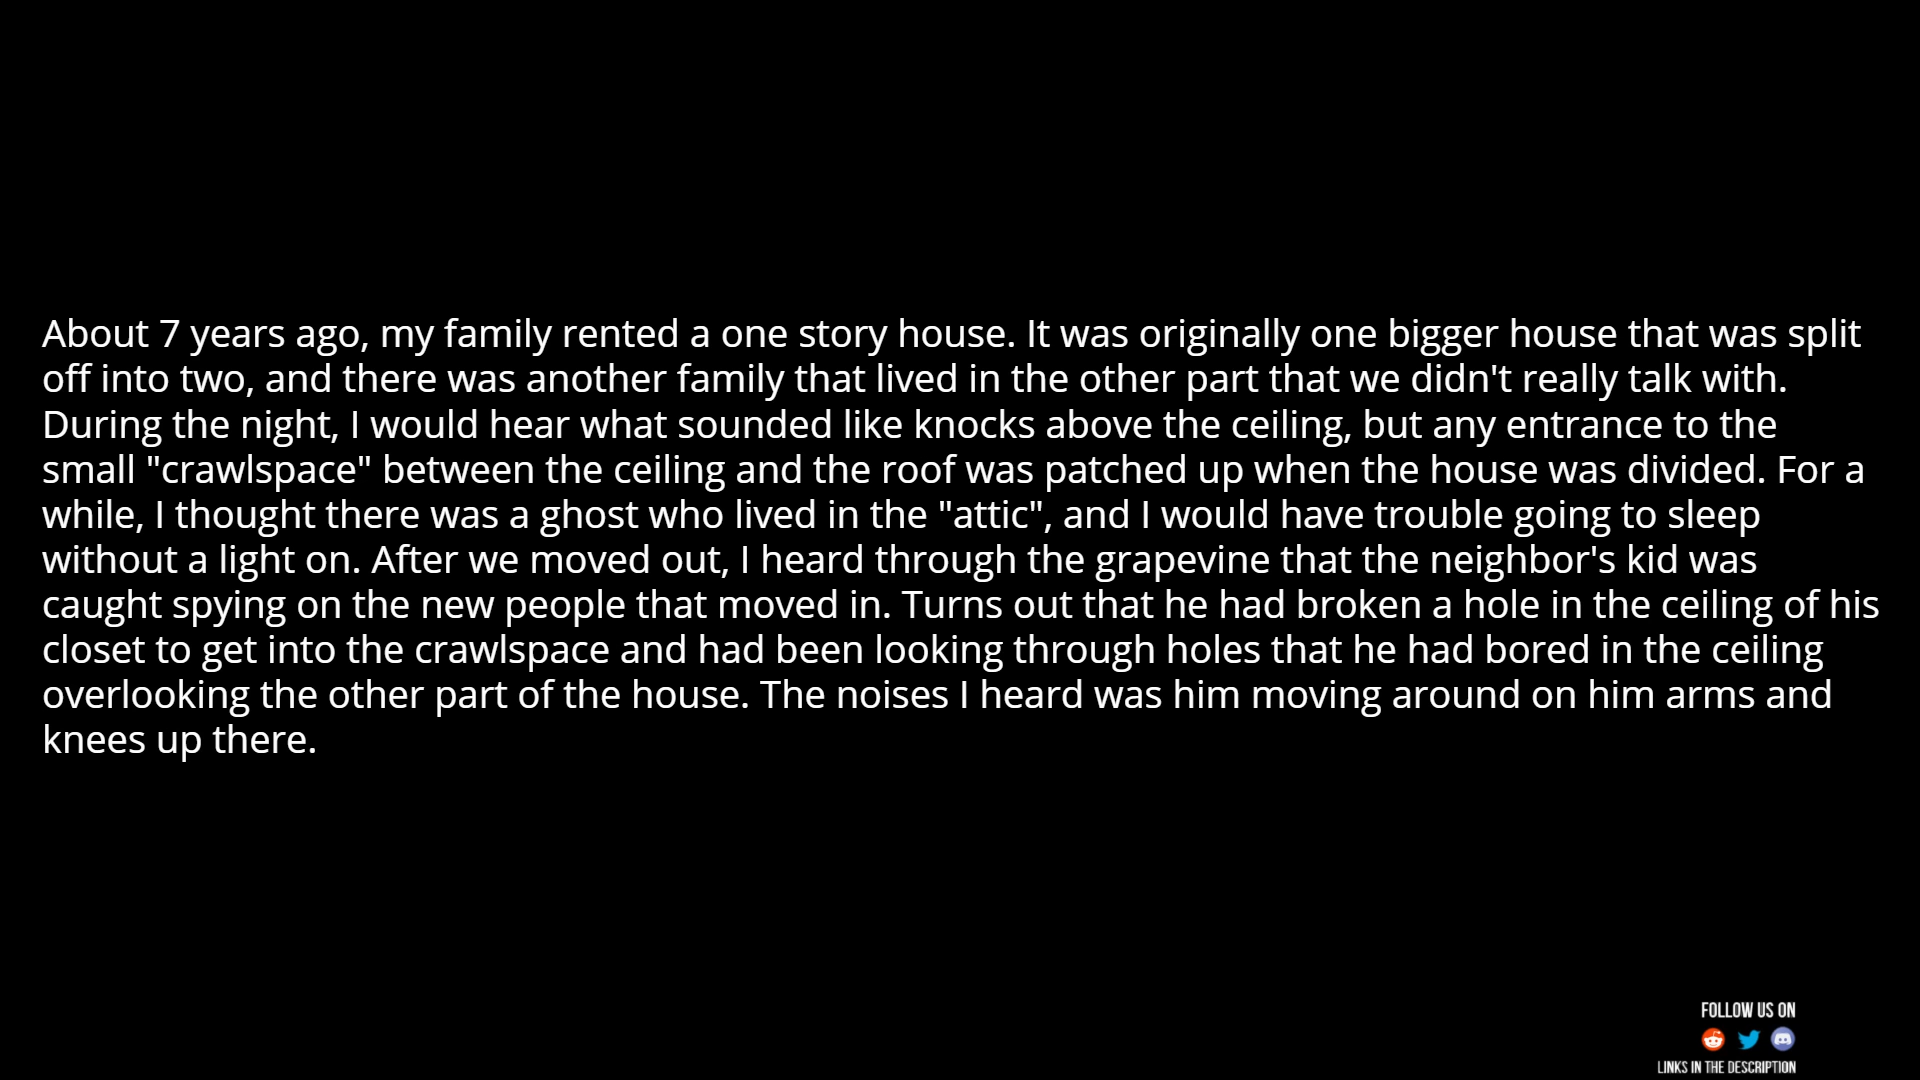 About 7 years ago, my family rented a one story house. It was originally one bigger house that was split
off into two, and there was another family that lived in the other part that we didn't really talk with.
During the night, I would hear what sounded like knocks above the ceiling, but any entrance to the
small "crawlspace" between the ceiling and the roof was patched up when the house was divided. For a
while, I thought there was a ghost who lived in the "attic", and I would have trouble going to sleep
without a light on. After we moved out, I heard through the grapevine that the neighbor's kid was
caught spying on the new people that moved in. Turns out that he had broken a hole in the ceiling of his
closet to get into the crawlspace and had been looking through holes that he had bored in the ceiling
overlooking the other part of the house. The noises I heard was him moving around on him arms and
knees up there.
FOLLOW US ON
LINKS IN THE DESCRIPTION